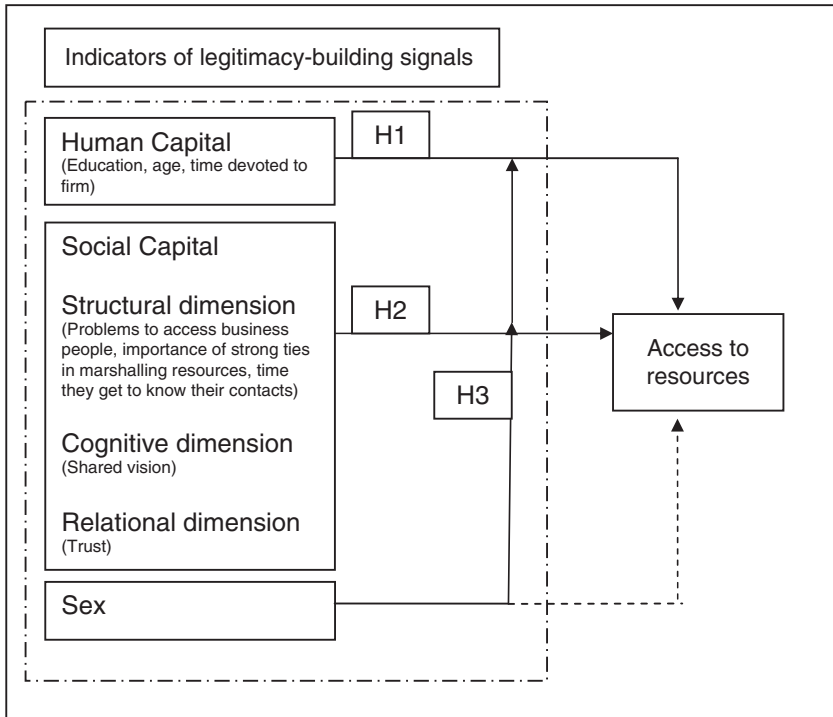 Indicators of legitimacy-building signals
Human Capital
(Education, age, time devoted to
firm)
H1
Social Capital
Structural dimension
(Problems to access business
people, importance of strong ties
in marshalling resources, time
they get to know their contacts)
H2
H3
Cognitive dimension
(Shared vision)
Relational dimension
(Trust)
Sex
Access to
resources